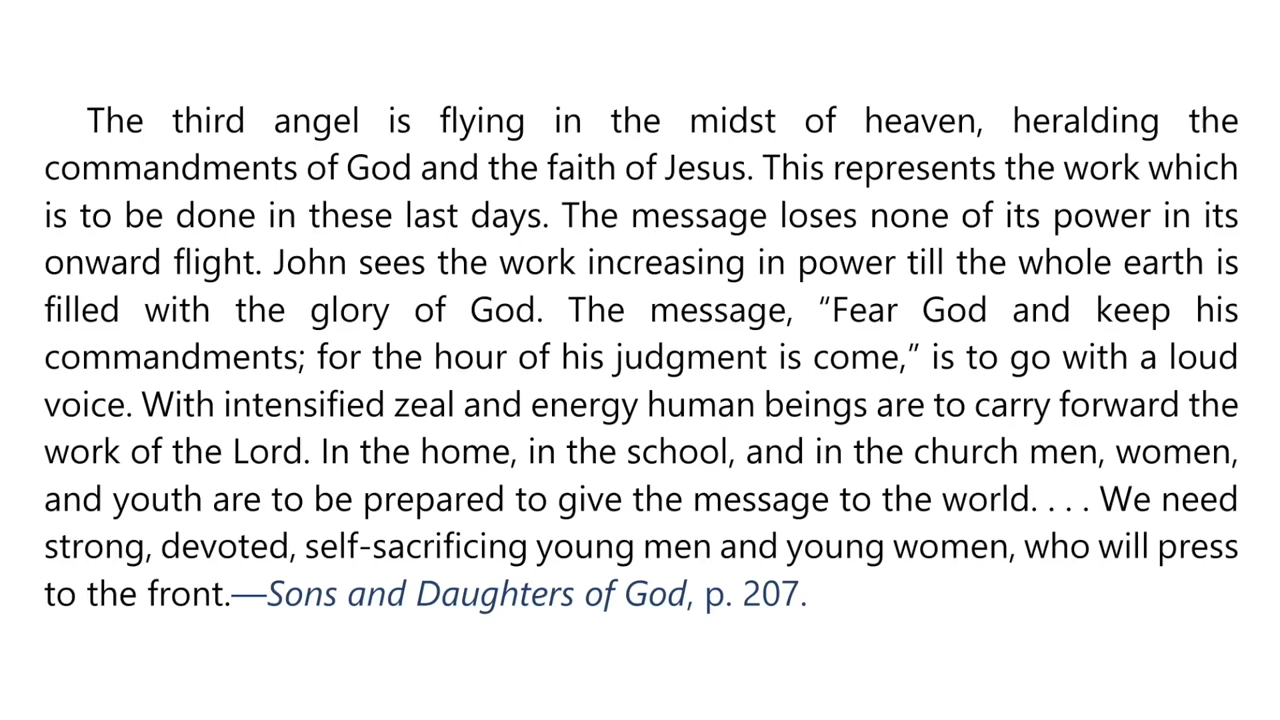 The third angel is flying in the midst of heaven, heralding the
commandments of God and the faith of Jesus. This represents the work which
is to be done in these last days. The message loses none of its power in its
onward flight. John sees the work increasing in power till the whole earth is
filled with the glory of God. The message, “Fear God and keep his
commandments; for the hour of his judgment is come,” is to go with a loud
voice. With intensified zeal and energy human beings are to carry forward the
work of the Lord. In the home, in the school, and in the church men, women,
and youth are to be prepared to give the message to the world. . . . We need
strong, devoted, self-sacrificing young men and young women, who will press
to the front.—Sons and Daughters of God, p. 207.